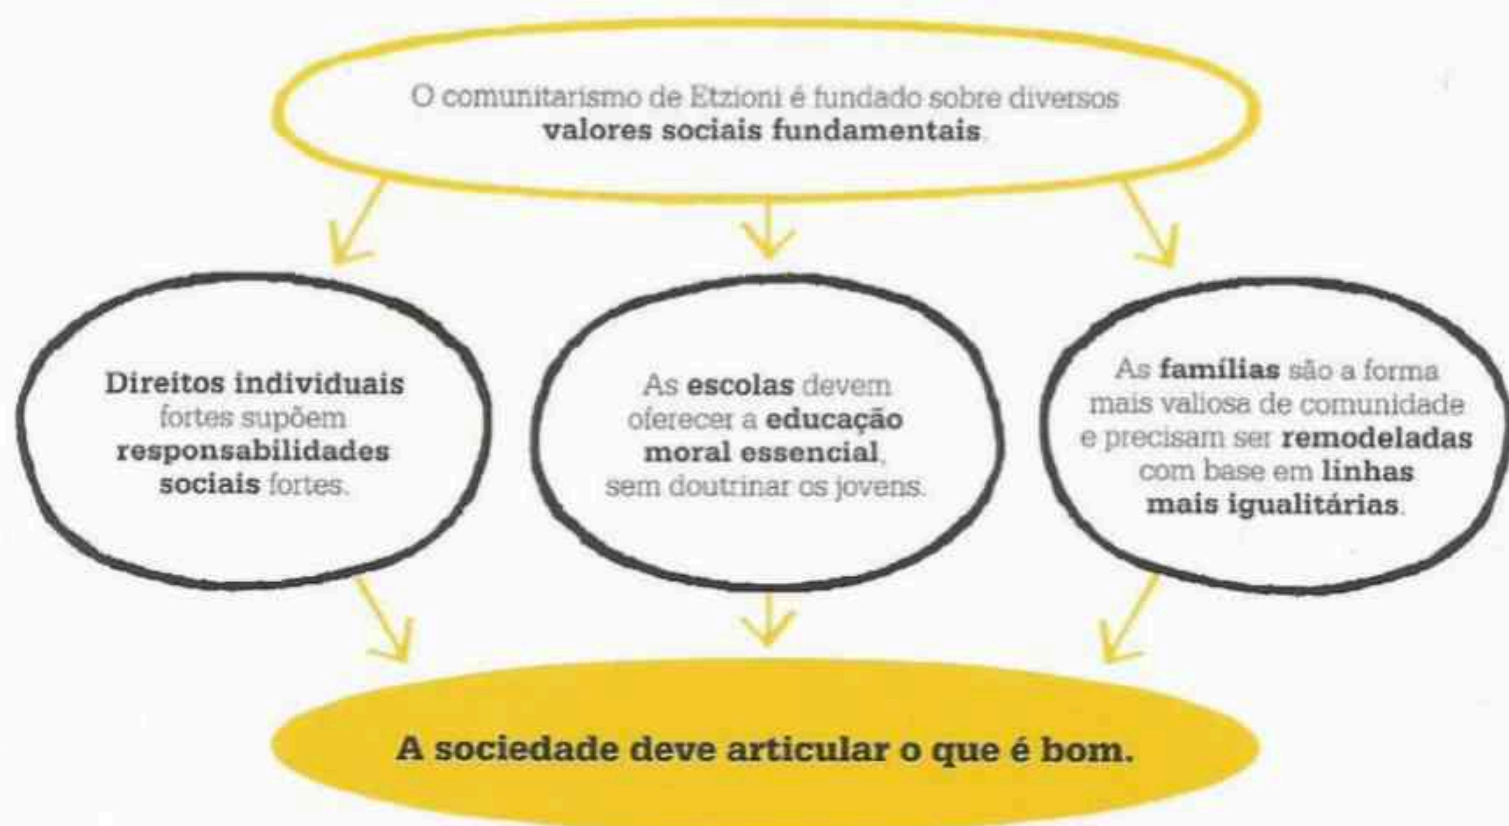 O comunitarismo de Etzioni é fundado sobre diversos
valores sociais fundamentais.
Direitos individuais
fortes supõem
responsabilidades
sociais fortes.
As escolas devem
oferecer a educação
moral essencial,
sem doutrinar os jovens.
As famílias são a forma
mais valiosa de comunidade
e precisam ser remodeladas
com base em linhas
mais igualitárias.
A sociedade deve articular o que é bom.